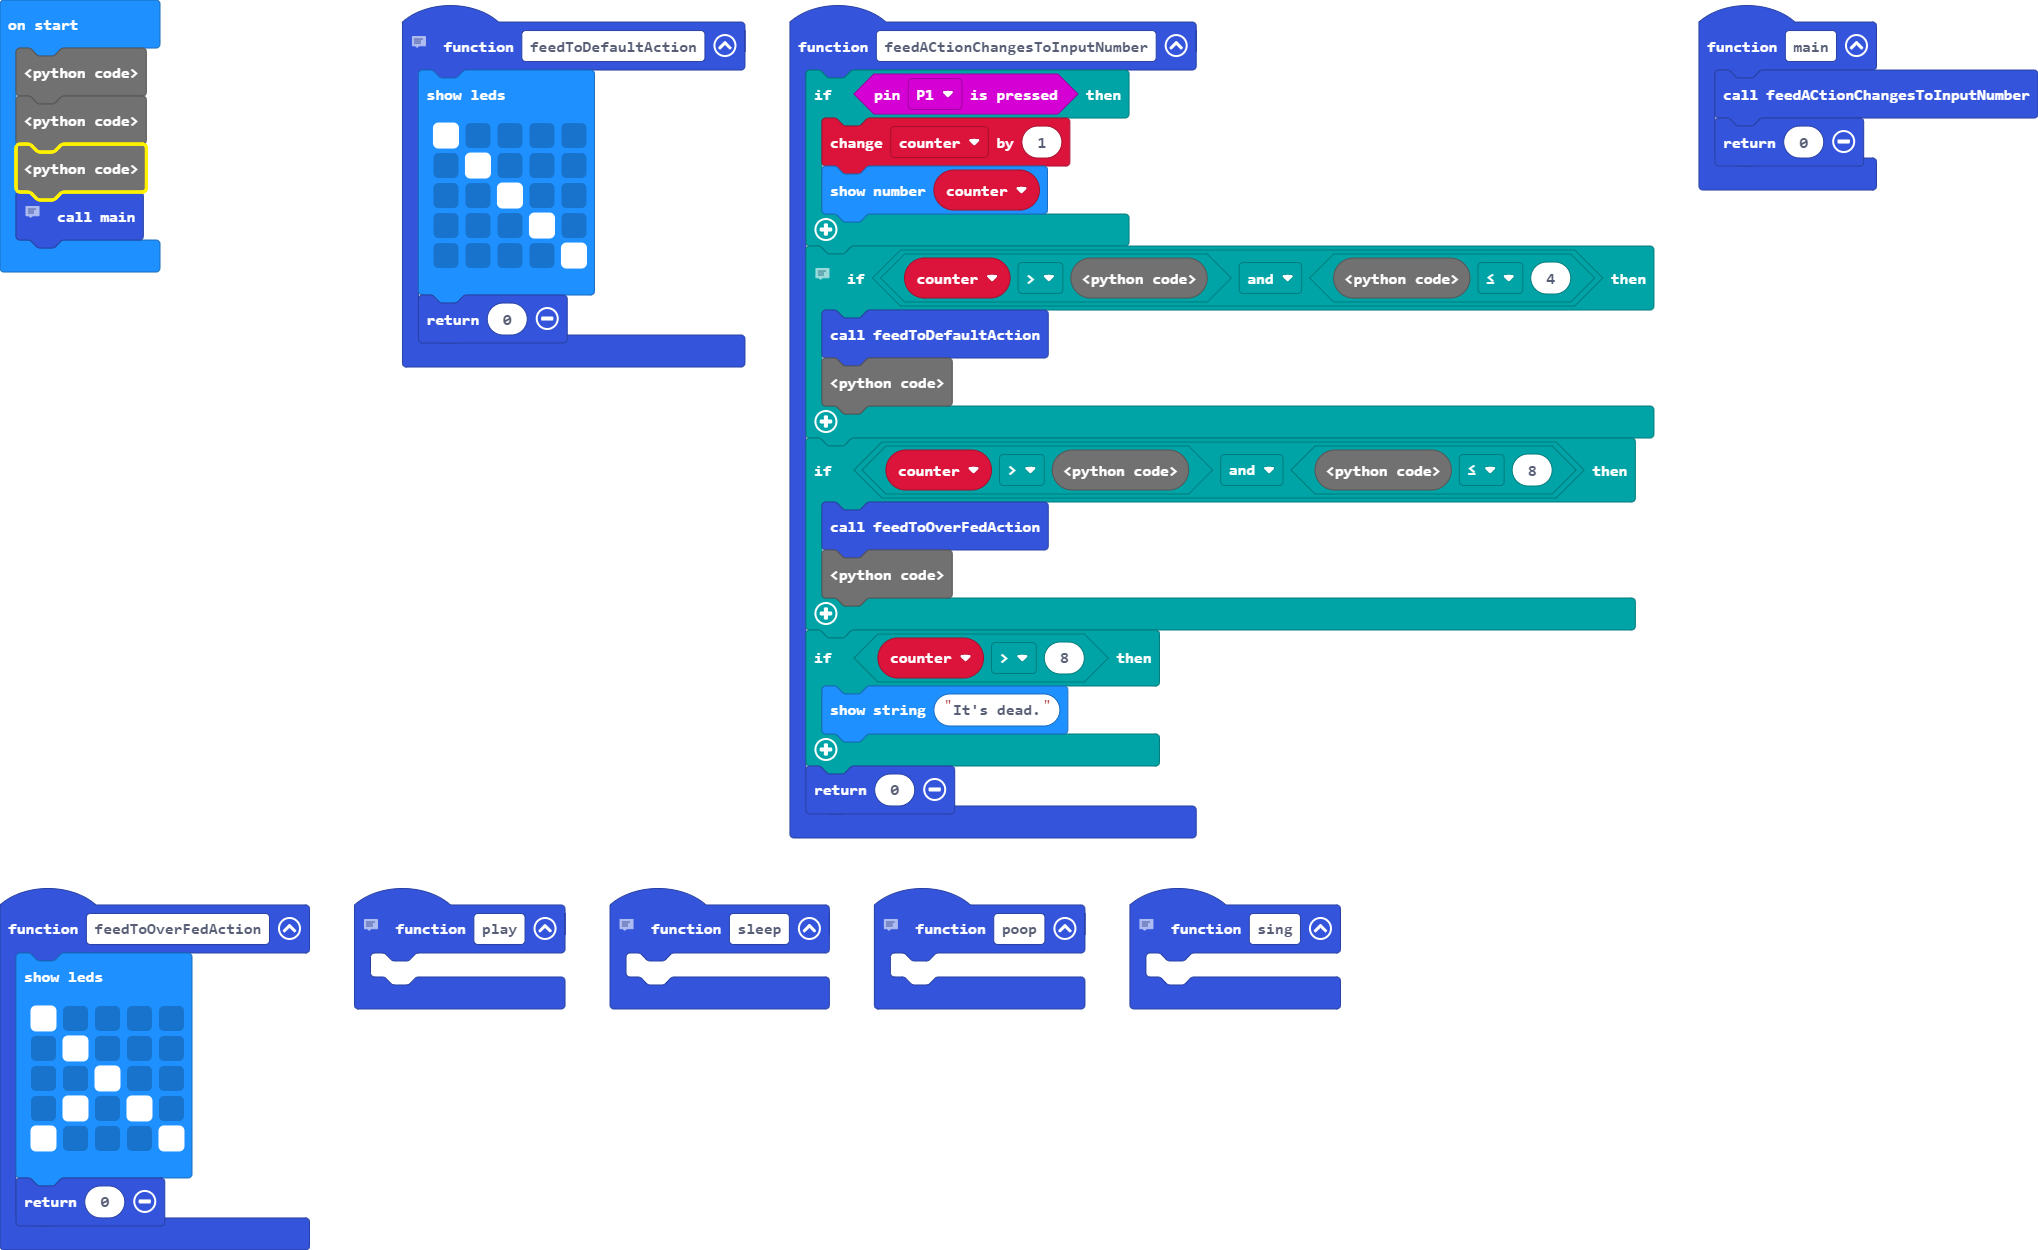 on start
<python code>
<python code>
<python code>
call main
function feedToDefaultAction
show leds
return 0
function feedACtionChangesToInputNumber
if pin P1 is pressed then
change counter by 1
show number counter
if counter > <python code> and <python code> ≤ 4 then
call feedToDefaultAction
<python code>
if counter > <python code> and <python code> ≤ 8 then
call feedToOverFedAction
<python code>
if counter > 8 then
show string "It's dead."
return 0
function main
call feedACtionChangesToInputNumber
return 0
function feedToOverFedAction
show leds
return 0
function play
function sleep
function poop
function sing